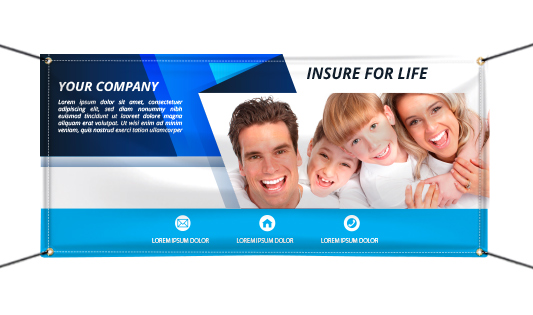 INSURE FOR LIFE
YOUR COMPANY
Lorem ipsum dolor sit amet, consectetuer
adipiscing elit, sed diam nonummy nibh
euismod tincidunt ut laoreet dolore magna
aliquam erat volutpat. Ut wisi enim ad minim
veniam, quis nostrud exerci tation ullamcorper
LOREM IPSUM DOLOR
LOREM IPSUM DOLOR
LOREM IPSUM DOLOR